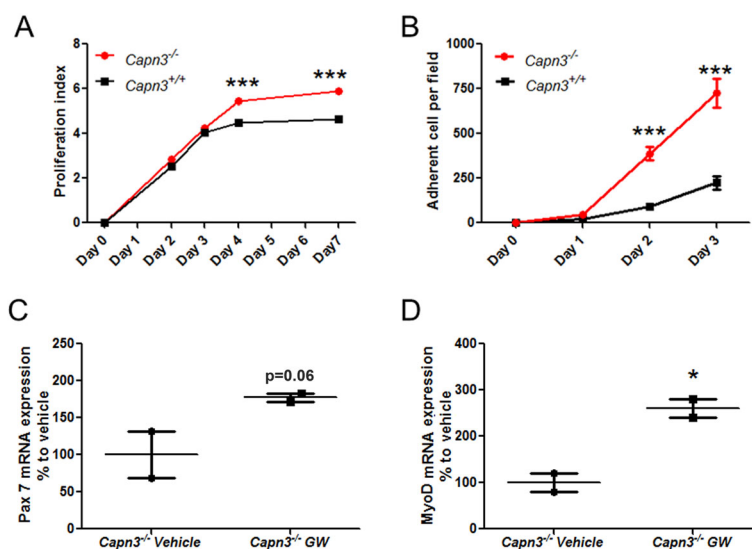 A
Proliferation index
8
6
4
2
0
Capn3-/-
Capn3+/+
***
***
Day 0
Day 1
Day 2
Day 3
Day 4
Day 5
Day 6
Day7
B
Adherent cell per field
1000
750
500
250
0
Capn3-/-
Capn3+/+
***
***
Day 0
Day 1
Day 2
Day 3
C
Pax 7 mRNA expression
% to vehicle
250
200
150
100
50
0
p=0.06
Capn3-/- Vehicle
Capn3-/- GW
D
MyoD mRNA expression
% to vehicle
400
300
200
100
0
*
Capn3-/- Vehicle
Capn3-/- GW